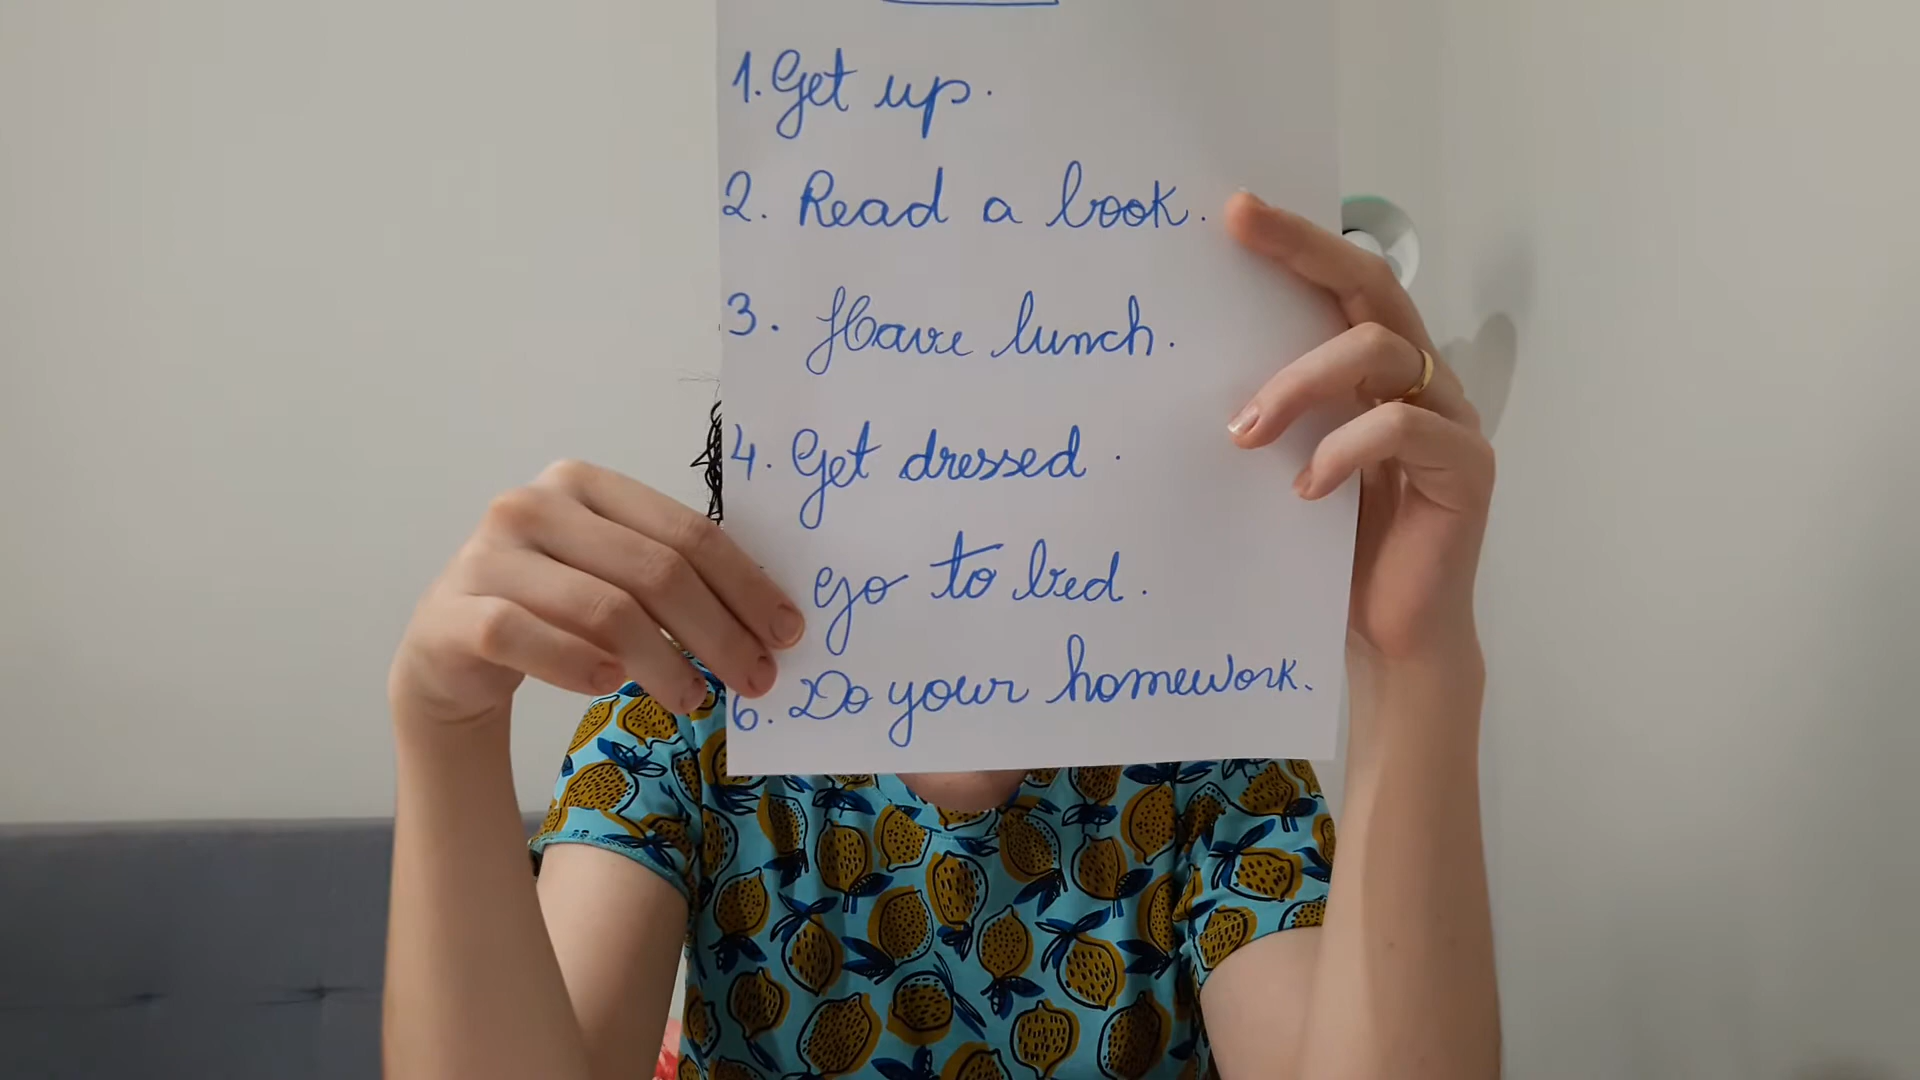 1. Get up.
2. Read a book.
3. Have lunch.
4. Get dressed.
go to bed.
6. Do your homework.